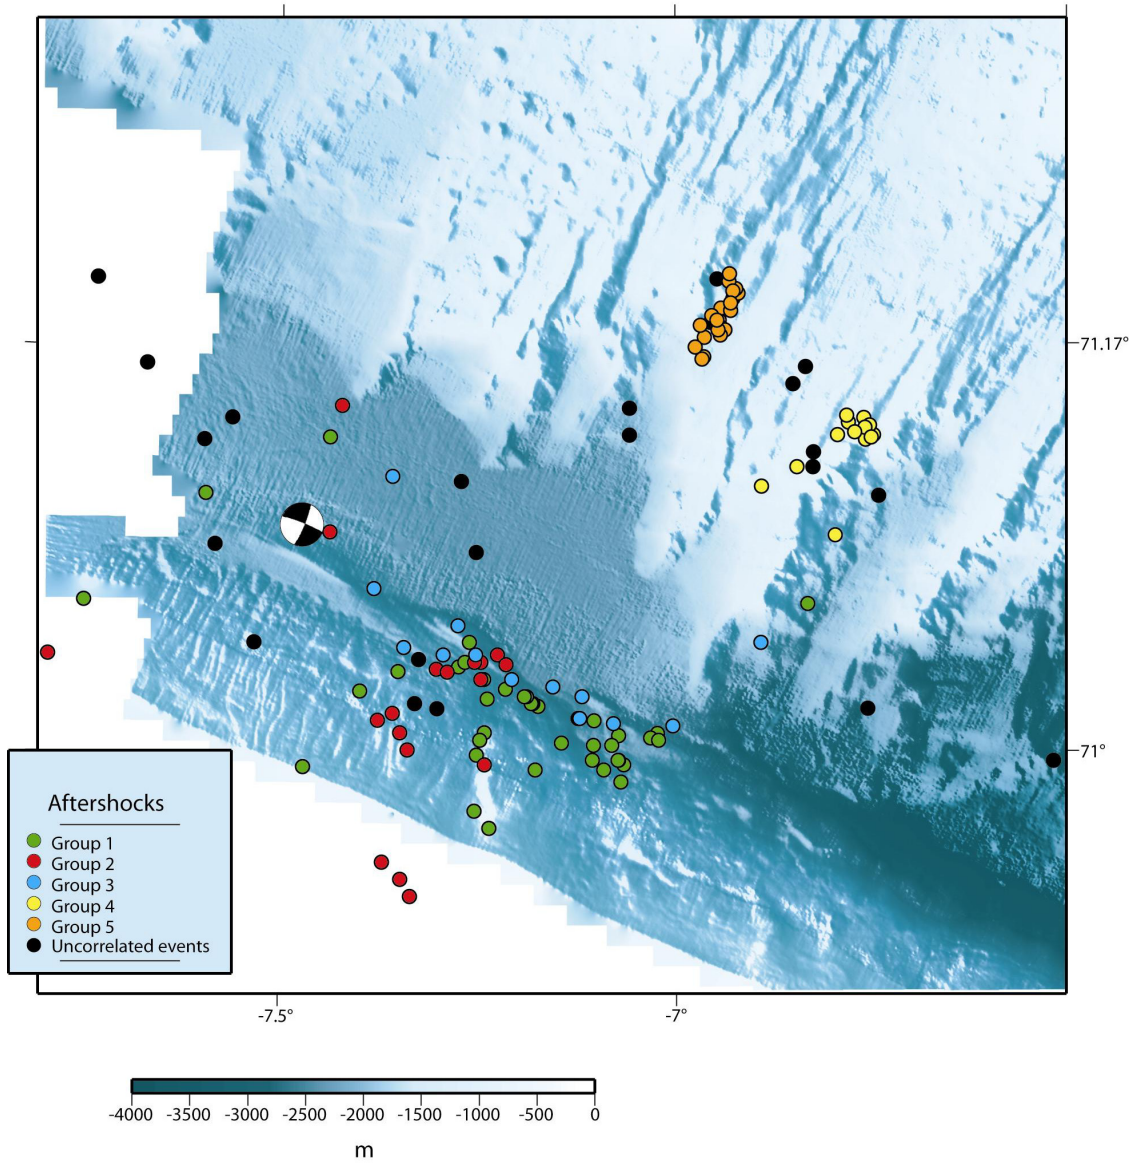 71.17°
71°
Aftershocks
Group 1
Group 2
Group 3
Group 4
Group 5
Uncorrelated events
-7.5°
-7°
-4000 -3500 -3000 -2500 -2000 -1500 -1000 -500 0
m